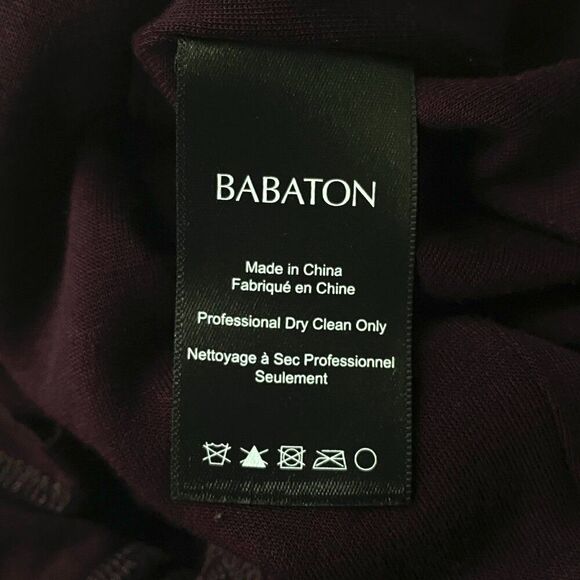 BABATON
Made in China
Fabriqué en Chine
Professional Dry Clean Only
Nettoyage à Sec Professionnel
Seulement